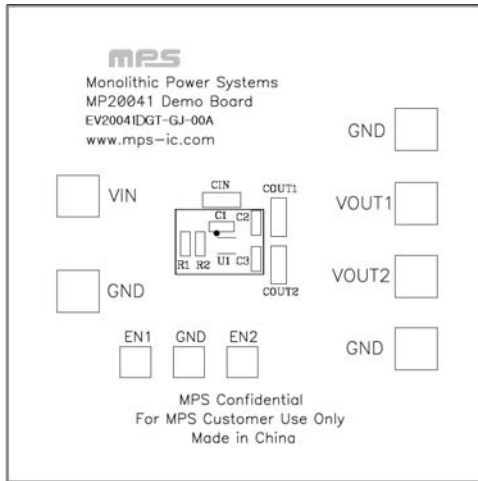 mps
Monolithic Power Systems
MP20041 Demo Board
EV20041DGT-GJ-00A
www.mps-ic.com
GND
CIN
COUT1
VIN
VOUT1
C1
C2
R1
R2
U1
C3
COUT2
VOUT2
GND
EN1
GND
EN2
GND
MPS Confidential
For MPS Customer Use Only
Made in China